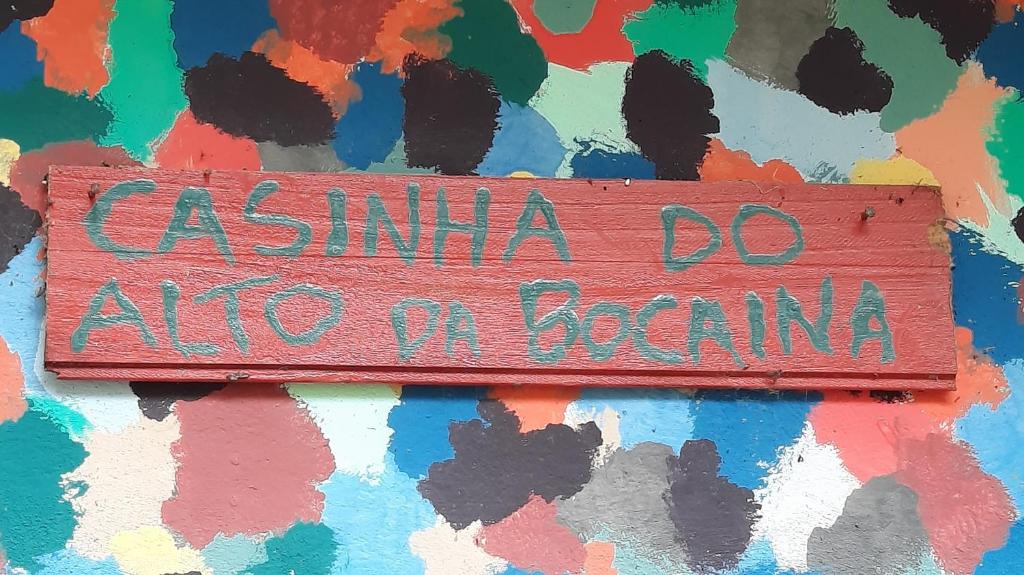 CASINHA DO
ALTO DA BOCAINA